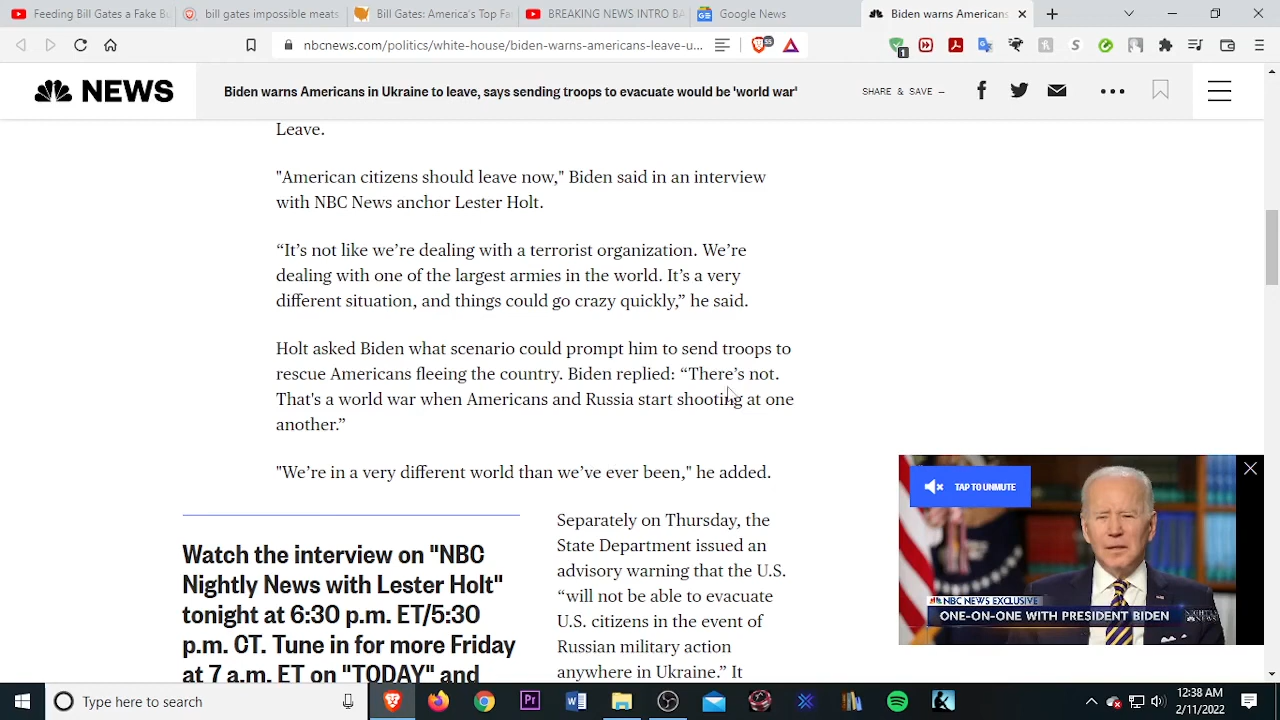 Feeding Bill Gates a Fake Bu
bill gates impossible meats
Bill Gates: America's Top Fa
BREAKING NEWS INTRO BA
Google News
Biden warns Americans
nbcnews.com/politics/white-house/biden-warns-americans-leave-u...
1
NEWS
Biden warns Americans in Ukraine to leave, says sending troops to evacuate would be 'world war'
SHARE & SAVE —
Leave.
"American citizens should leave now," Biden said in an interview
with NBC News anchor Lester Holt.
“It’s not like we’re dealing with a terrorist organization. We’re
dealing with one of the largest armies in the world. It’s a very
different situation, and things could go crazy quickly,” he said.
Holt asked Biden what scenario could prompt him to send troops to
rescue Americans fleeing the country. Biden replied: “There’s not.
That's a world war when Americans and Russia start shooting at one
another.”
"We’re in a very different world than we’ve ever been," he added.
Watch the interview on "NBC
Nightly News with Lester Holt"
tonight at 6:30 p.m. ET/5:30
p.m. CT. Tune in for more Friday
at 7 a.m. ET on "TODAY" and
Separately on Thursday, the
State Department issued an
advisory warning that the U.S.
“will not be able to evacuate
U.S. citizens in the event of
Russian military action
anywhere in Ukraine.” It
TAP TO UNMUTE
NBC NEWS EXCLUSIVE
ONE-ON-ONE WITH PRESIDENT BIDEN
Type here to search
12:38 AM
2/11/2022